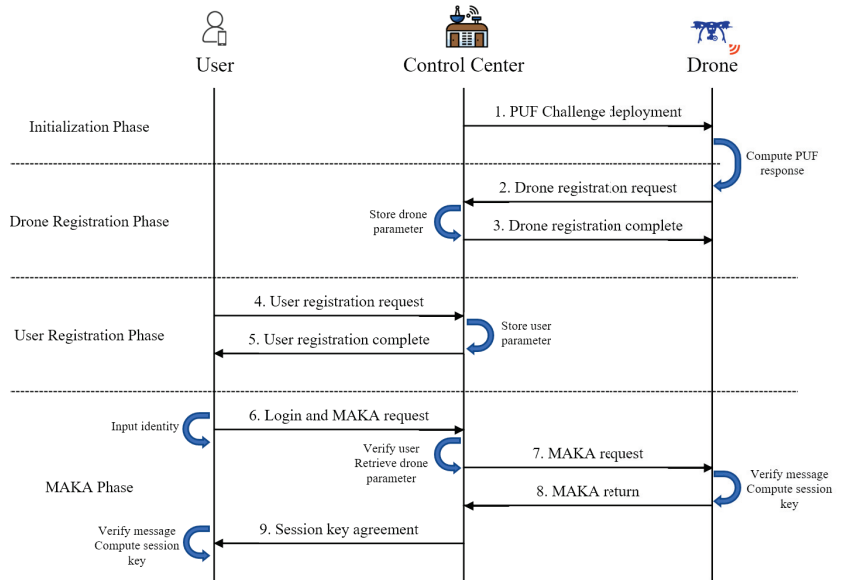 User
Control Center
Drone
1. PUF Challenge deployment
Initialization Phase
Compute PUF
response
2. Drone registration request
Store drone
parameter
Drone Registration Phase
3. Drone registration complete
4. User registration request
Store user
parameter
User Registration Phase
5. User registration complete
6. Login and MAKA request
Input identity
Verify user
Retrieve drone
parameter
7. MAKA request
Verify message
Compute session
key
MAKA Phase
8. MAKA return
9. Session key agreement
Verify message
Compute session
key